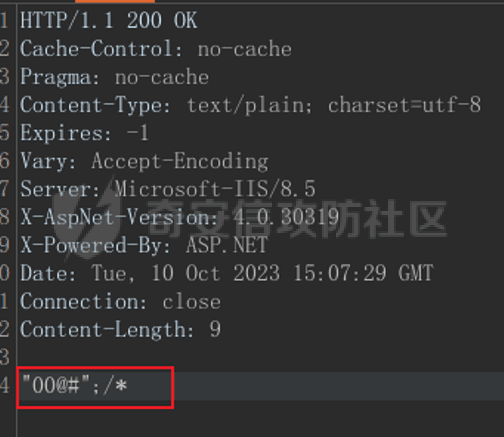 1 HTTP/1.1 200 OK
2 Cache-Control: no-cache
3 Pragma: no-cache
4 Content-Type: text/plain; charset=utf-8
5 Expires: -1
6 Vary: Accept-Encoding
7 Server: Microsoft-IIS/8.5
8 X-AspNet-Version: 4.0.30319
奇安信攻防社区
9 X-Powered-By: ASP.NET
0 Date: Tue, 10 Oct 2023 15:07:29 GMT
1 Connection: close
2 Content-Length: 9
3
4 "00@#";/*